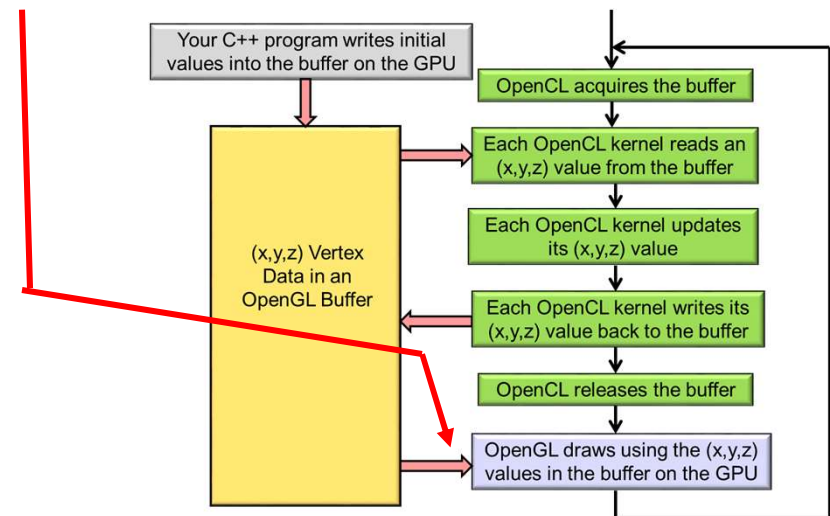 Your C++ program writes initial
values into the buffer on the GPU
OpenCL acquires the buffer
Each OpenCL kernel reads an
(x,y,z) value from the buffer
Each OpenCL kernel updates
its (x,y,z) value
(x,y,z) Vertex
Data in an
OpenGL Buffer
Each OpenCL kernel writes its
(x,y,z) value back to the buffer
OpenCL releases the buffer
OpenGL draws using the (x,y,z)
values in the buffer on the GPU